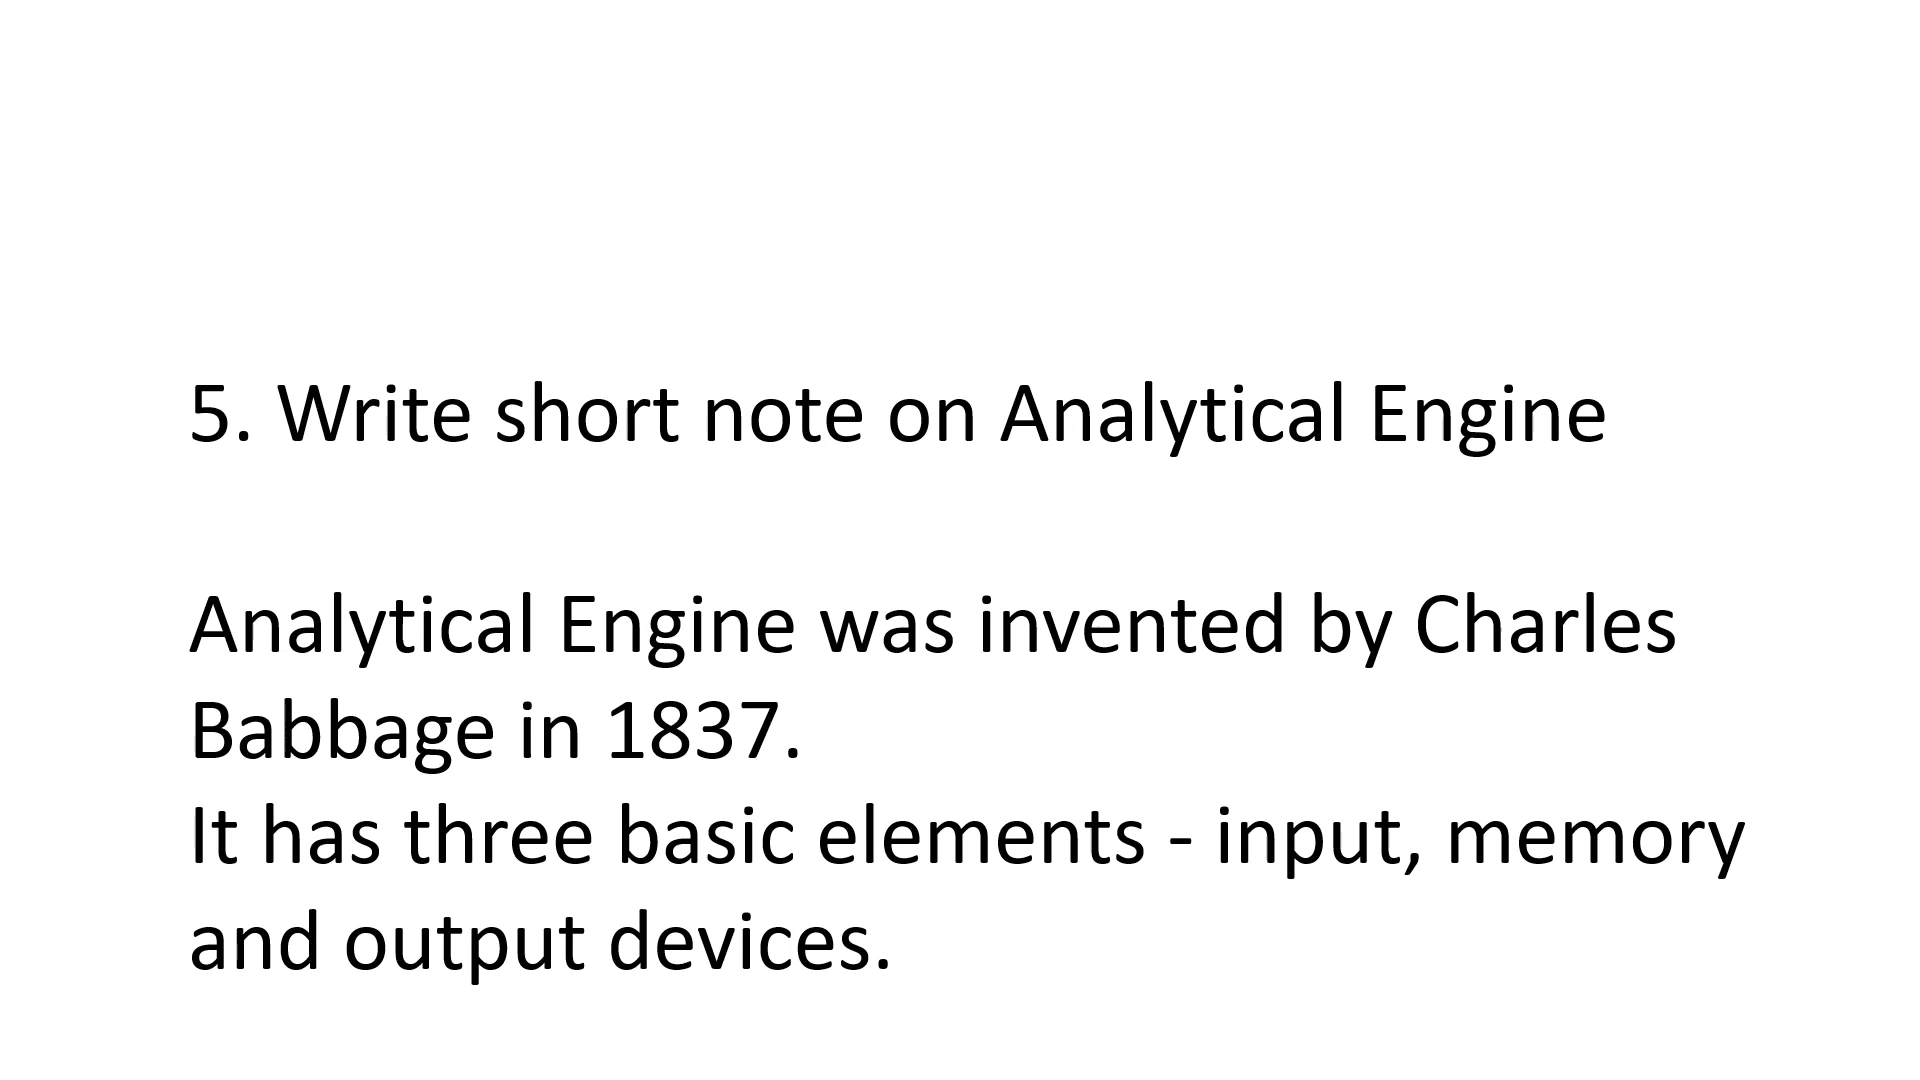 5. Write short note on Analytical Engine
Analytical Engine was invented by Charles
Babbage in 1837.
It has three basic elements - input, memory
and output devices.